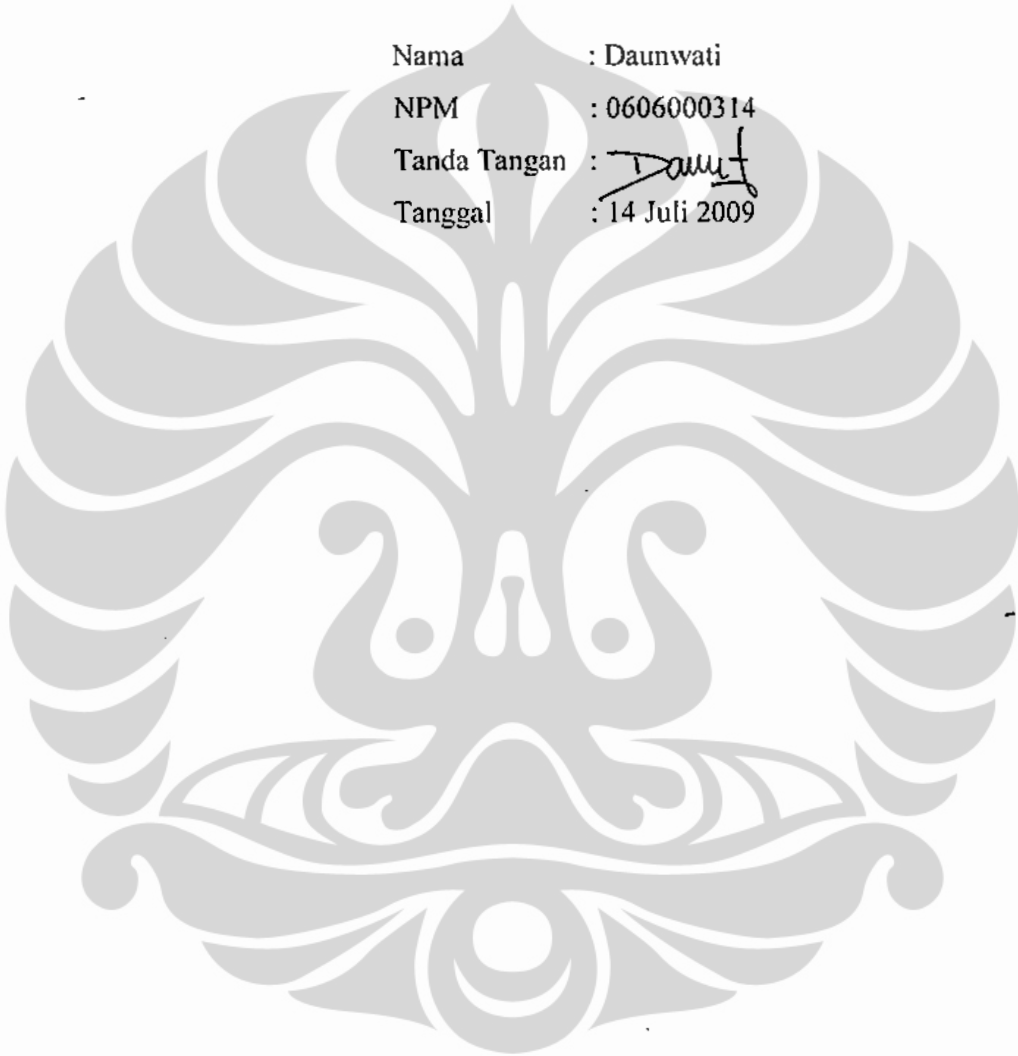 Nama : Daunwati
NPM : 0606000314
Tanda Tangan :
Tanggal : 14 Juli 2009